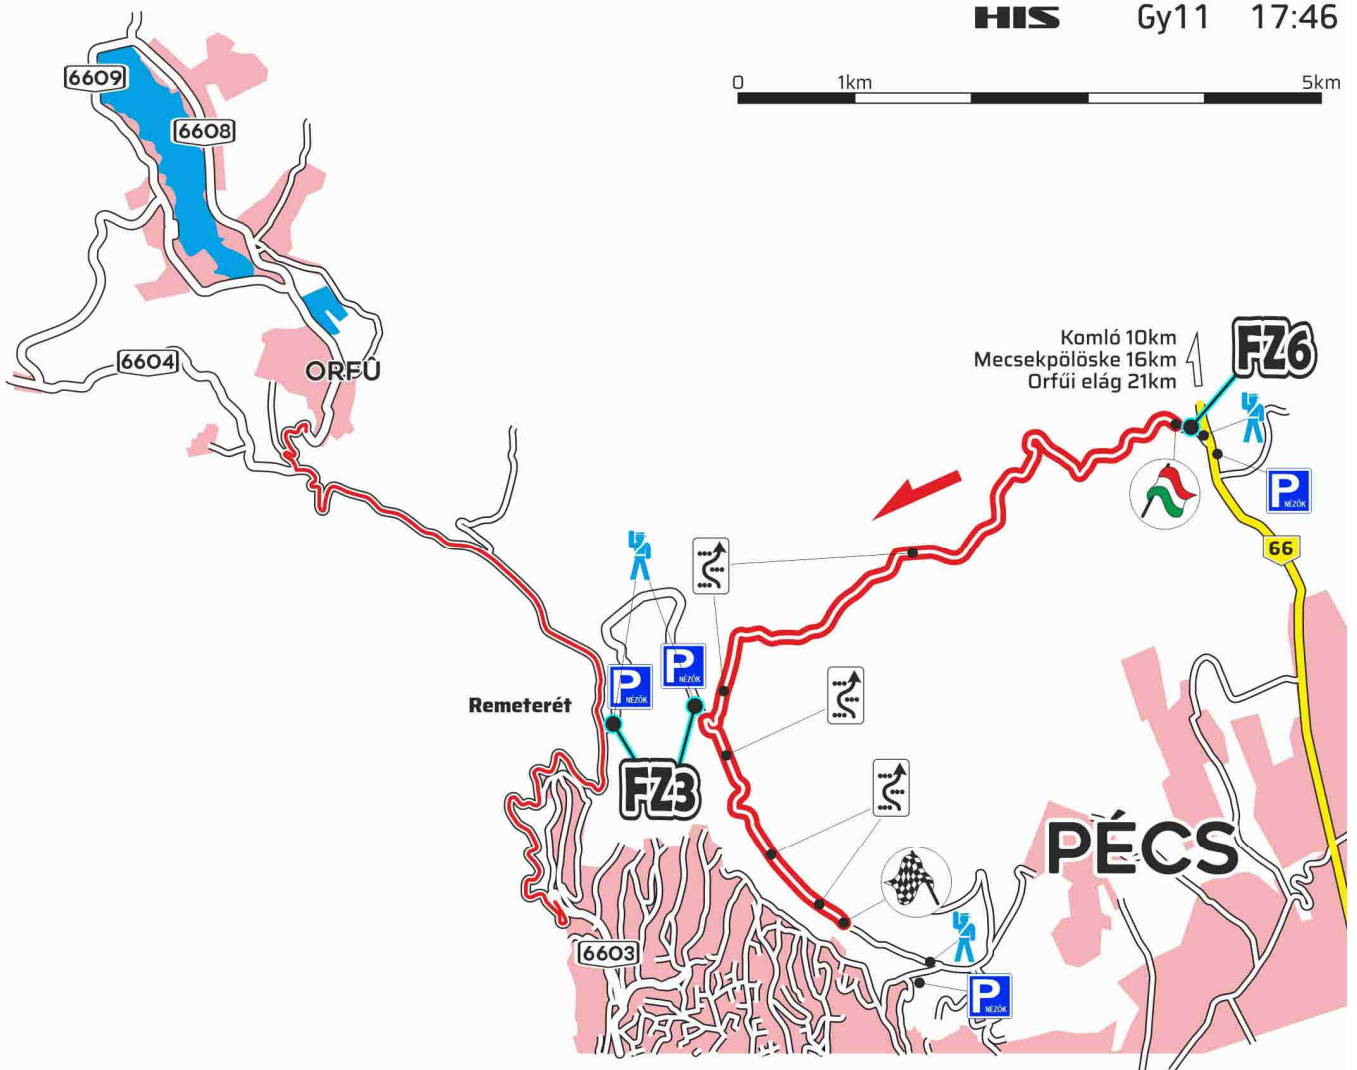 HIS Gy11 17:46
0 1km 5km
6609
6608
6604
ORFŰ
Komló 10km
Mecsekpölöske 16km
Orfűi elág 21km
FZ6
P
NÉZŐK
66
P
NÉZŐK
P
NÉZŐK
Remeterét
FZ3
PÉCS
6603
P
NÉZŐK